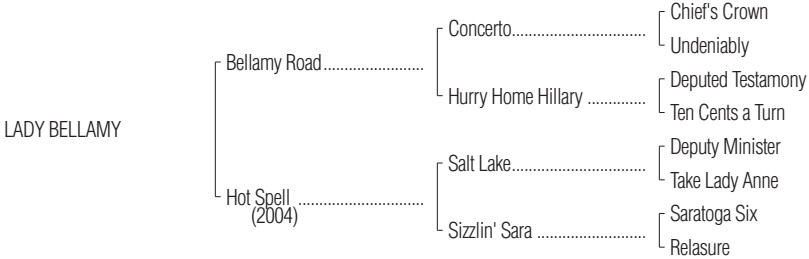 Chief's Crown
Concerto..............................
Undeniably
Bellamy Road......................
Deputed Testamony
Hurry Home Hillary .............
Ten Cents a Turn
LADY BELLAMY
Deputy Minister
Salt Lake..............................
Take Lady Anne
Hot Spell ...........................
(2004)
Saratoga Six
Sizzlin' Sara ........................
Relasure